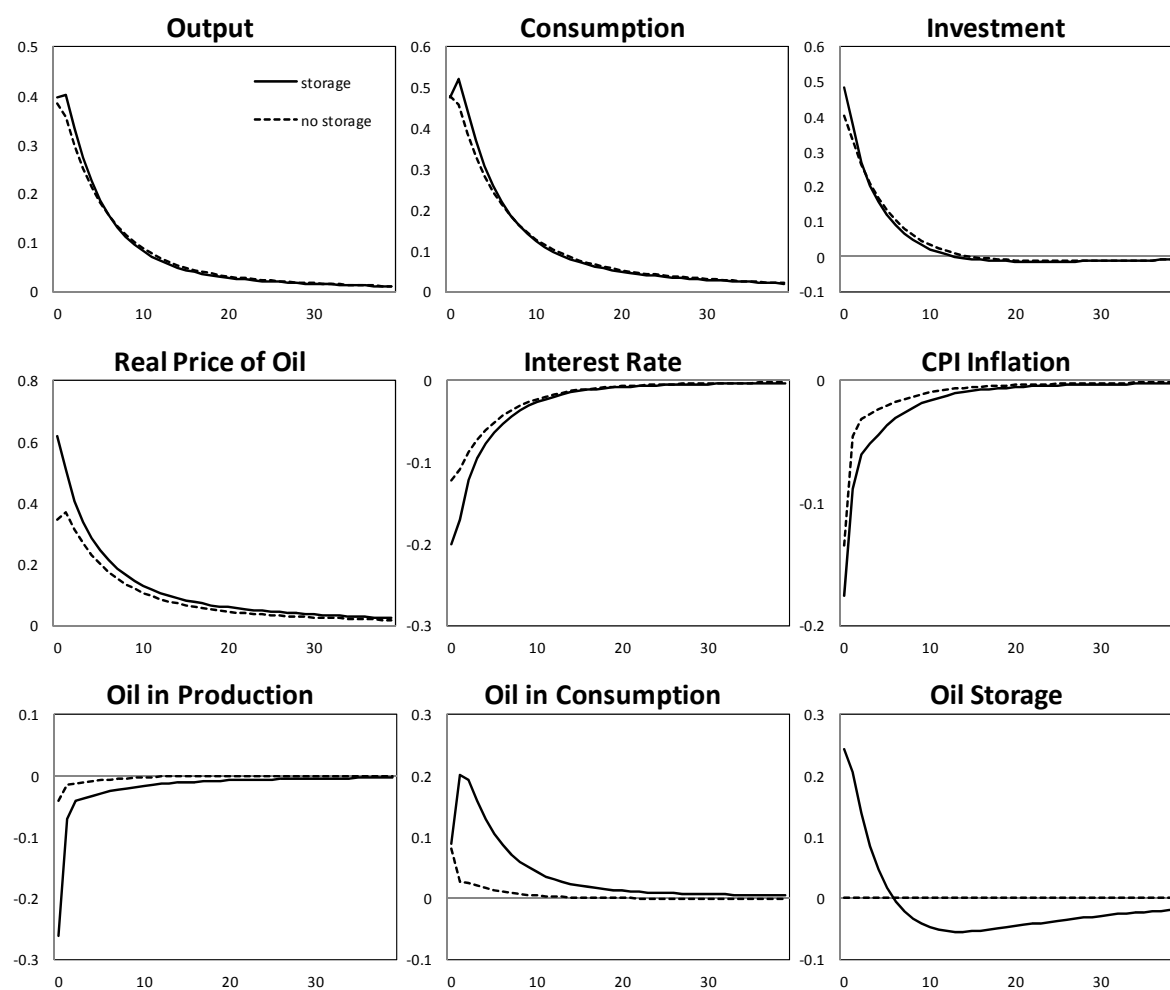 Output
Consumption
Investment
0.5
0.4
0.3
0.2
0.1
0
0 10 20 30
storage
no storage
0.6
0.5
0.4
0.3
0.2
0.1
0
0 10 20 30
0.6
0.5
0.4
0.3
0.2
0.1
0
-0.1
0 10 20 30
Real Price of Oil
Interest Rate
CPI Inflation
0.8
0.6
0.4
0.2
0
0 10 20 30
0
-0.1
-0.2
-0.3
0 10 20 30
0
-0.1
-0.2
0 10 20 30
Oil in Production
Oil in Consumption
Oil Storage
0.1
0
-0.1
-0.2
-0.3
0 10 20 30
0.3
0.2
0.1
0
-0.1
0 10 20 30
0.3
0.2
0.1
0
-0.1
0 10 20 30